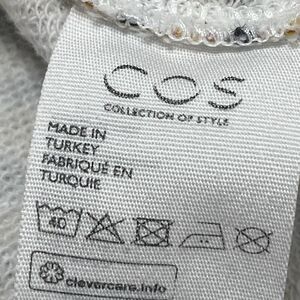 COS
COLLECTION OF STYLE
MADE IN
TURKEY
FABRIQUÉ EN
TURQUIE
40
clevercare.info